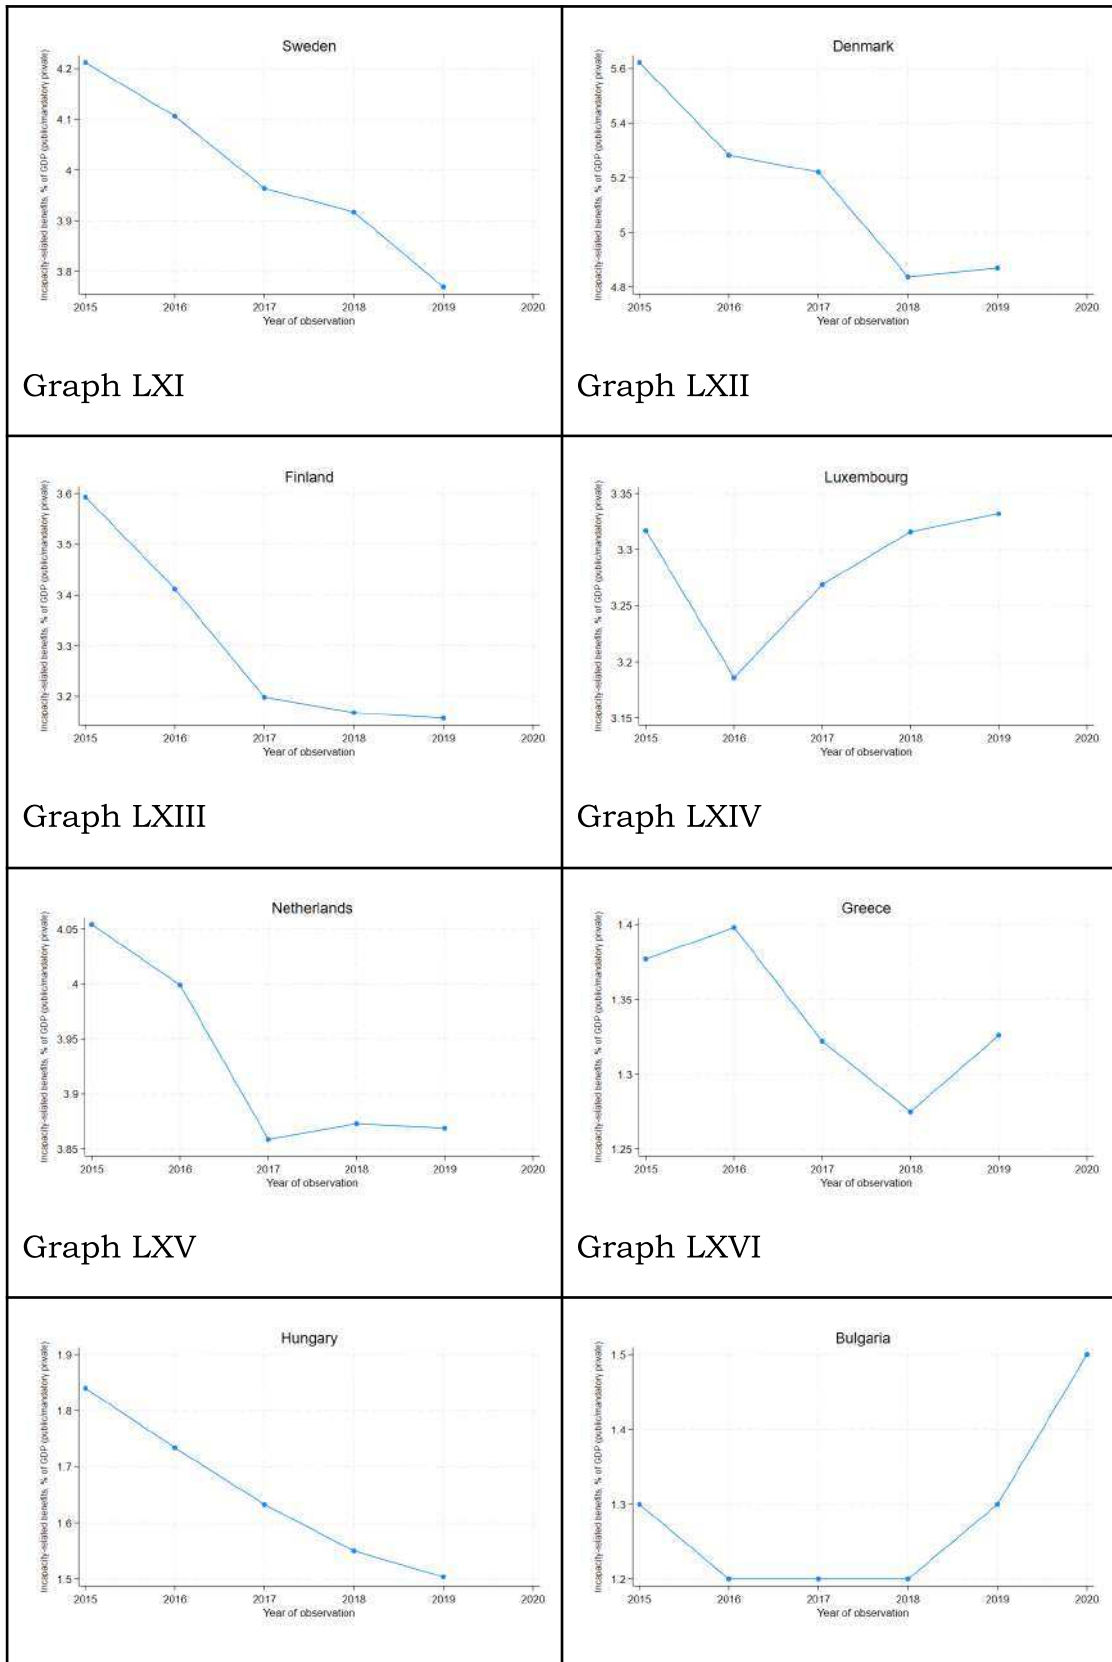 Sweden
Incapacity-related benefits, % of GDP (public/mandatory private)
4.2
4.1
4
3.9
3.8
2015 2016 2017 2018 2019 2020
Year of observation
Graph LXI
Denmark
Incapacity-related benefits, % of GDP (public/mandatory private)
5.6
5.4
5.2
5
4.8
2015 2016 2017 2018 2019 2020
Year of observation
Graph LXII
Finland
Incapacity-related benefits, % of GDP (public/mandatory private)
3.6
3.5
3.4
3.3
3.2
2015 2016 2017 2018 2019 2020
Year of observation
Graph LXIII
Luxembourg
Incapacity-related benefits, % of GDP (public/mandatory private)
3.35
3.3
3.25
3.2
3.15
2015 2016 2017 2018 2019 2020
Year of observation
Graph LXIV
Netherlands
Incapacity-related benefits, % of GDP (public/mandatory private)
4.05
4
3.95
3.9
3.85
2015 2016 2017 2018 2019 2020
Year of observation
Graph LXV
Greece
Incapacity-related benefits, % of GDP (public/mandatory private)
1.4
1.35
1.3
1.25
2015 2016 2017 2018 2019 2020
Year of observation
Graph LXVI
Hungary
Incapacity-related benefits, % of GDP (public/mandatory private)
1.9
1.8
1.7
1.6
1.5
2015 2016 2017 2018 2019 2020
Year of observation
Bulgaria
Incapacity-related benefits, % of GDP (public/mandatory private)
1.5
1.4
1.3
1.2
2015 2016 2017 2018 2019 2020
Year of observation